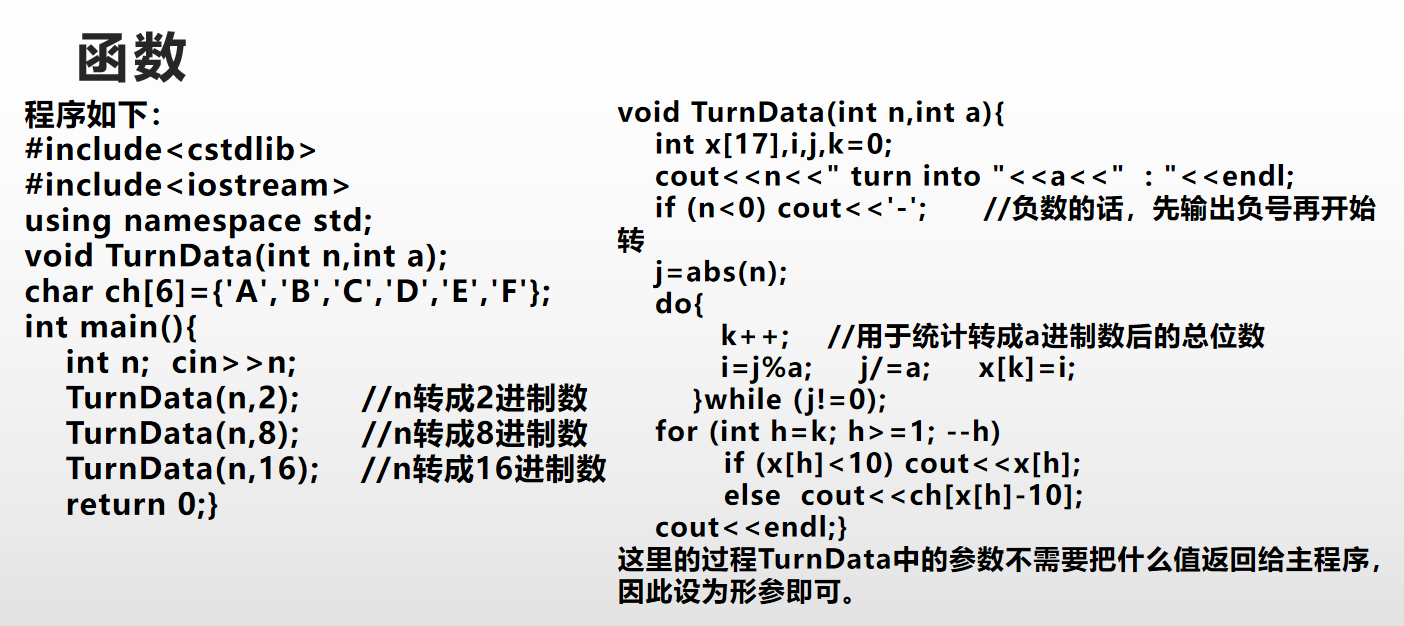 函数
程序如下：
#include<cstdlib>
#include<iostream>
using namespace std;
void TurnData(int n,int a);
char ch[6]={'A','B','C','D','E','F'};
int main(){
int n;  cin>>n;
TurnData(n,2);      //n转成2进制数
TurnData(n,8);      //n转成8进制数
TurnData(n,16);    //n转成16进制数
return 0;}
void TurnData(int n,int a){
int x[17],i,j,k=0;
cout<<n<<" turn into "<<a<<"  : "<<endl;
if (n<0) cout<<'-';      //负数的话，先输出负号再开始
转
j=abs(n);
do{
k++;    //用于统计转成a进制数后的总位数
i=j%a;    j/=a;    x[k]=i;
}while (j!=0);
for (int h=k; h>=1; --h)
if (x[h]<10) cout<<x[h];
else  cout<<ch[x[h]-10];
cout<<endl;}
这里的过程TurnData中的参数不需要把什么值返回给主程序，
因此设为形参即可。